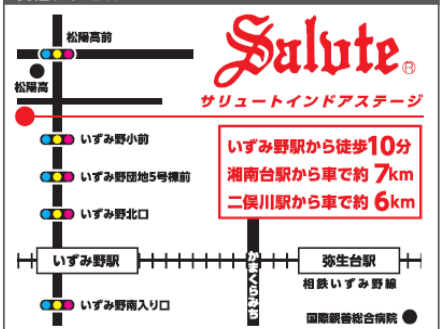 松陽高前
松陽高
Salute®
サリュートインドアステージ
いずみ野小前
いずみ野駅から徒歩10分
湘南台駅から車で約7km
二俣川駅から車で約6km
いずみ野団地5号棟前
いずみ野北口
いずみ野駅
かまくらみち
弥生台駅
相鉄いずみ野線
いずみ野南入り口
国際親善総合病院